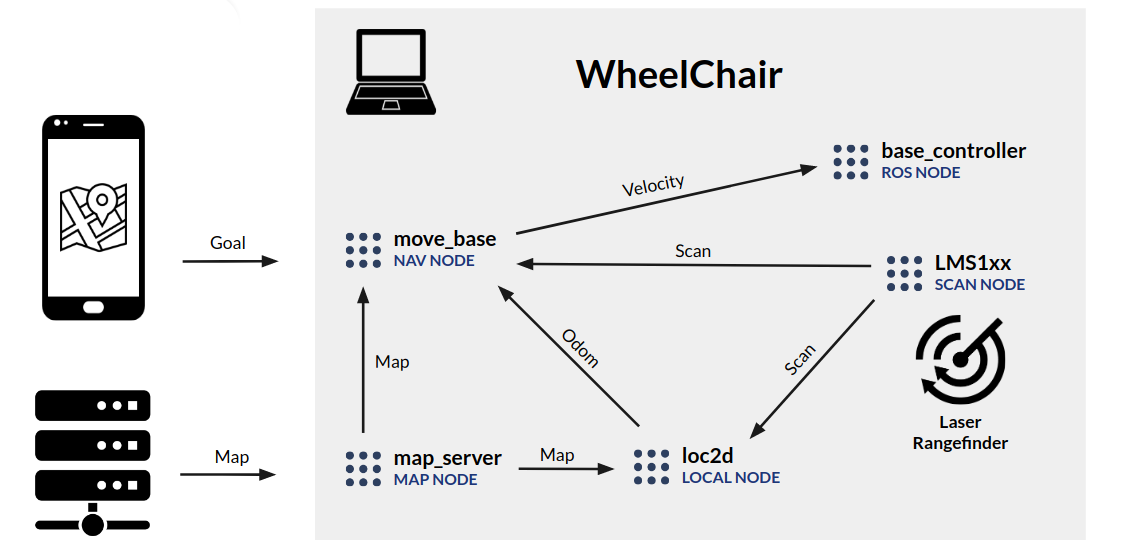 WheelChair
base_controller
ROS NODE
Velocity
move_base
NAV NODE
Goal
Scan
LMS1xx
SCAN NODE
Map
Odom
Scan
Laser
Rangefinder
Map
map_server
MAP NODE
Map
loc2d
LOCAL NODE